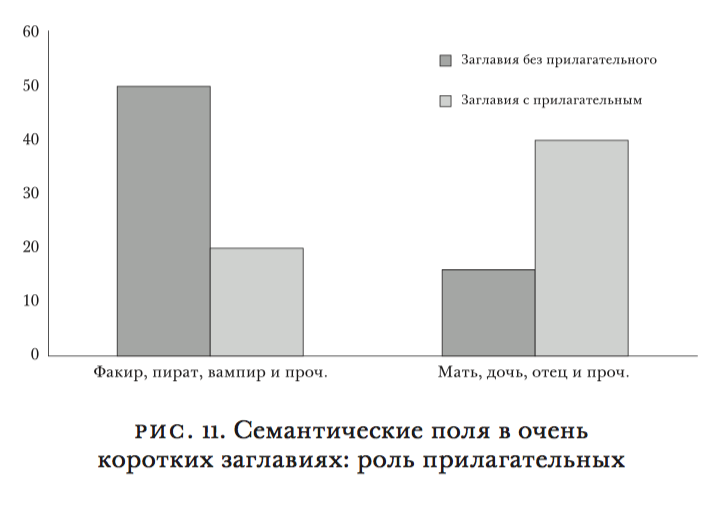 60
50
40
30
20
10
0
Заглавия без прилагательного
Заглавия с прилагательным
Факир, пират, вампир и проч.
Мать, дочь, отец и проч.
РИС. 11. Семантические поля в очень
коротких заглавиях: роль прилагательных